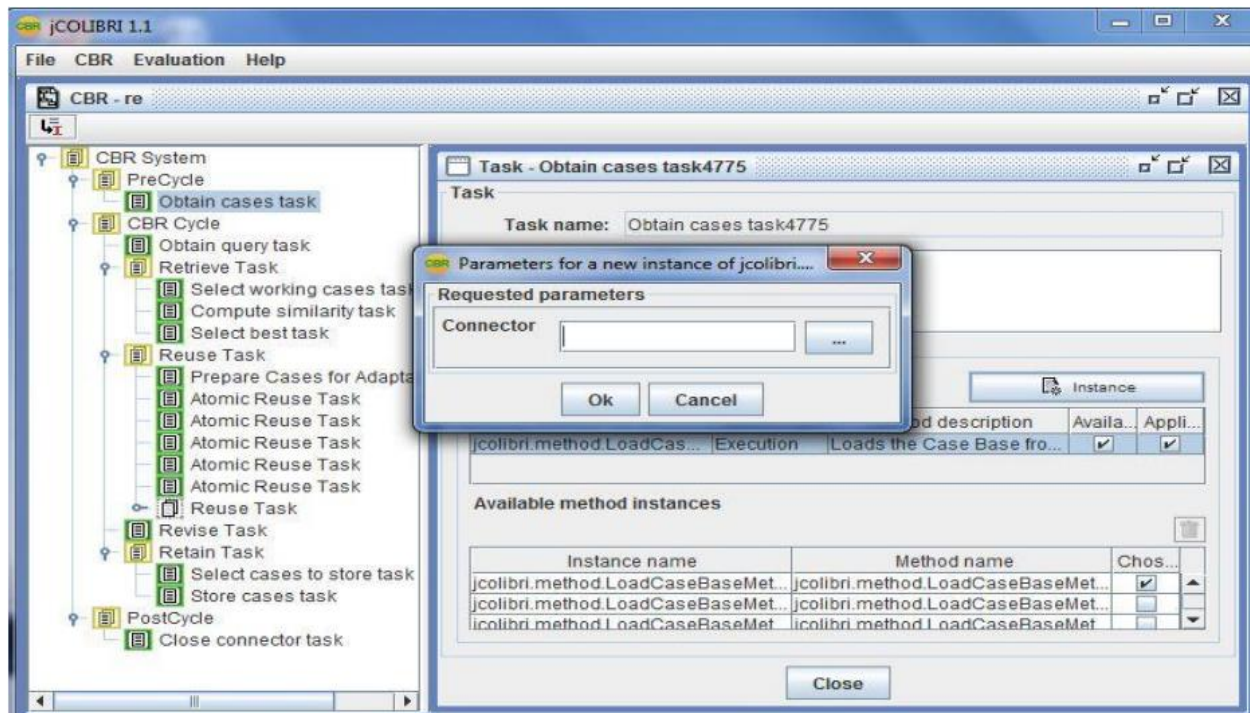 CBR jCOLIBRI 1.1
File CBR Evaluation Help
CBR - re
CBR System
PreCycle
Obtain cases task
CBR Cycle
Obtain query task
Retrieve Task
Select working cases tas
Compute similarity task
Select best task
Reuse Task
Prepare Cases for Adapta
Atomic Reuse Task
Atomic Reuse Task
Atomic Reuse Task
Atomic Reuse Task
Atomic Reuse Task
Reuse Task
Revise Task
Retain Task
Select cases to store task
Store cases task
PostCycle
Close connector task
Task - Obtain cases task4775
Task
Task name: Obtain cases task4775
CBR Parameters for a new instance of jcolibri....
Requested parameters
Connector ...
Ok Cancel
Instance
od description Availa... Appli...
jcolibri.method.LoadCas... Execution Loads the Case Base fro...
Available method instances
Instance name Method name Chos...
jcolibri.method.LoadCaseBaseMet... jcolibri.method.LoadCaseBaseMet...
jcolibri.method.LoadCaseBaseMet... jcolibri.method.LoadCaseBaseMet...
jcolibri.method.LoadCaseBaseMet jcolibri.method.LoadCaseBaseMet
Close